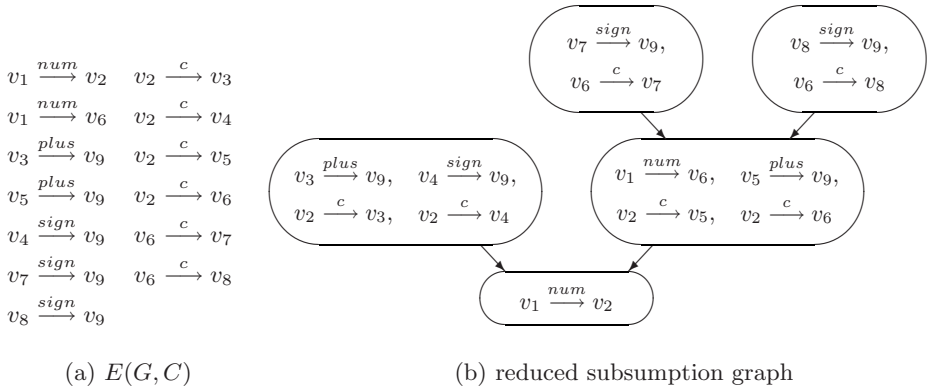 v₁ —num→ v₂ v₂ —c→ v₃
v₁ —num→ v₆ v₂ —c→ v₄
v₃ —plus→ v₉ v₂ —c→ v₅
v₅ —plus→ v₉ v₂ —c→ v₆
v₄ —sign→ v₉ v₆ —c→ v₇
v₇ —sign→ v₉ v₆ —c→ v₈
v₈ —sign→ v₉
(a) E(G, C)
v₇ —sign→ v₉,
v₆ —c→ v₇
v₈ —sign→ v₉,
v₆ —c→ v₈
v₃ —plus→ v₉, v₄ —sign→ v₉,
v₂ —c→ v₃, v₂ —c→ v₄
v₁ —num→ v₆, v₅ —plus→ v₉,
v₂ —c→ v₅, v₂ —c→ v₆
v₁ —num→ v₂
(b) reduced subsumption graph